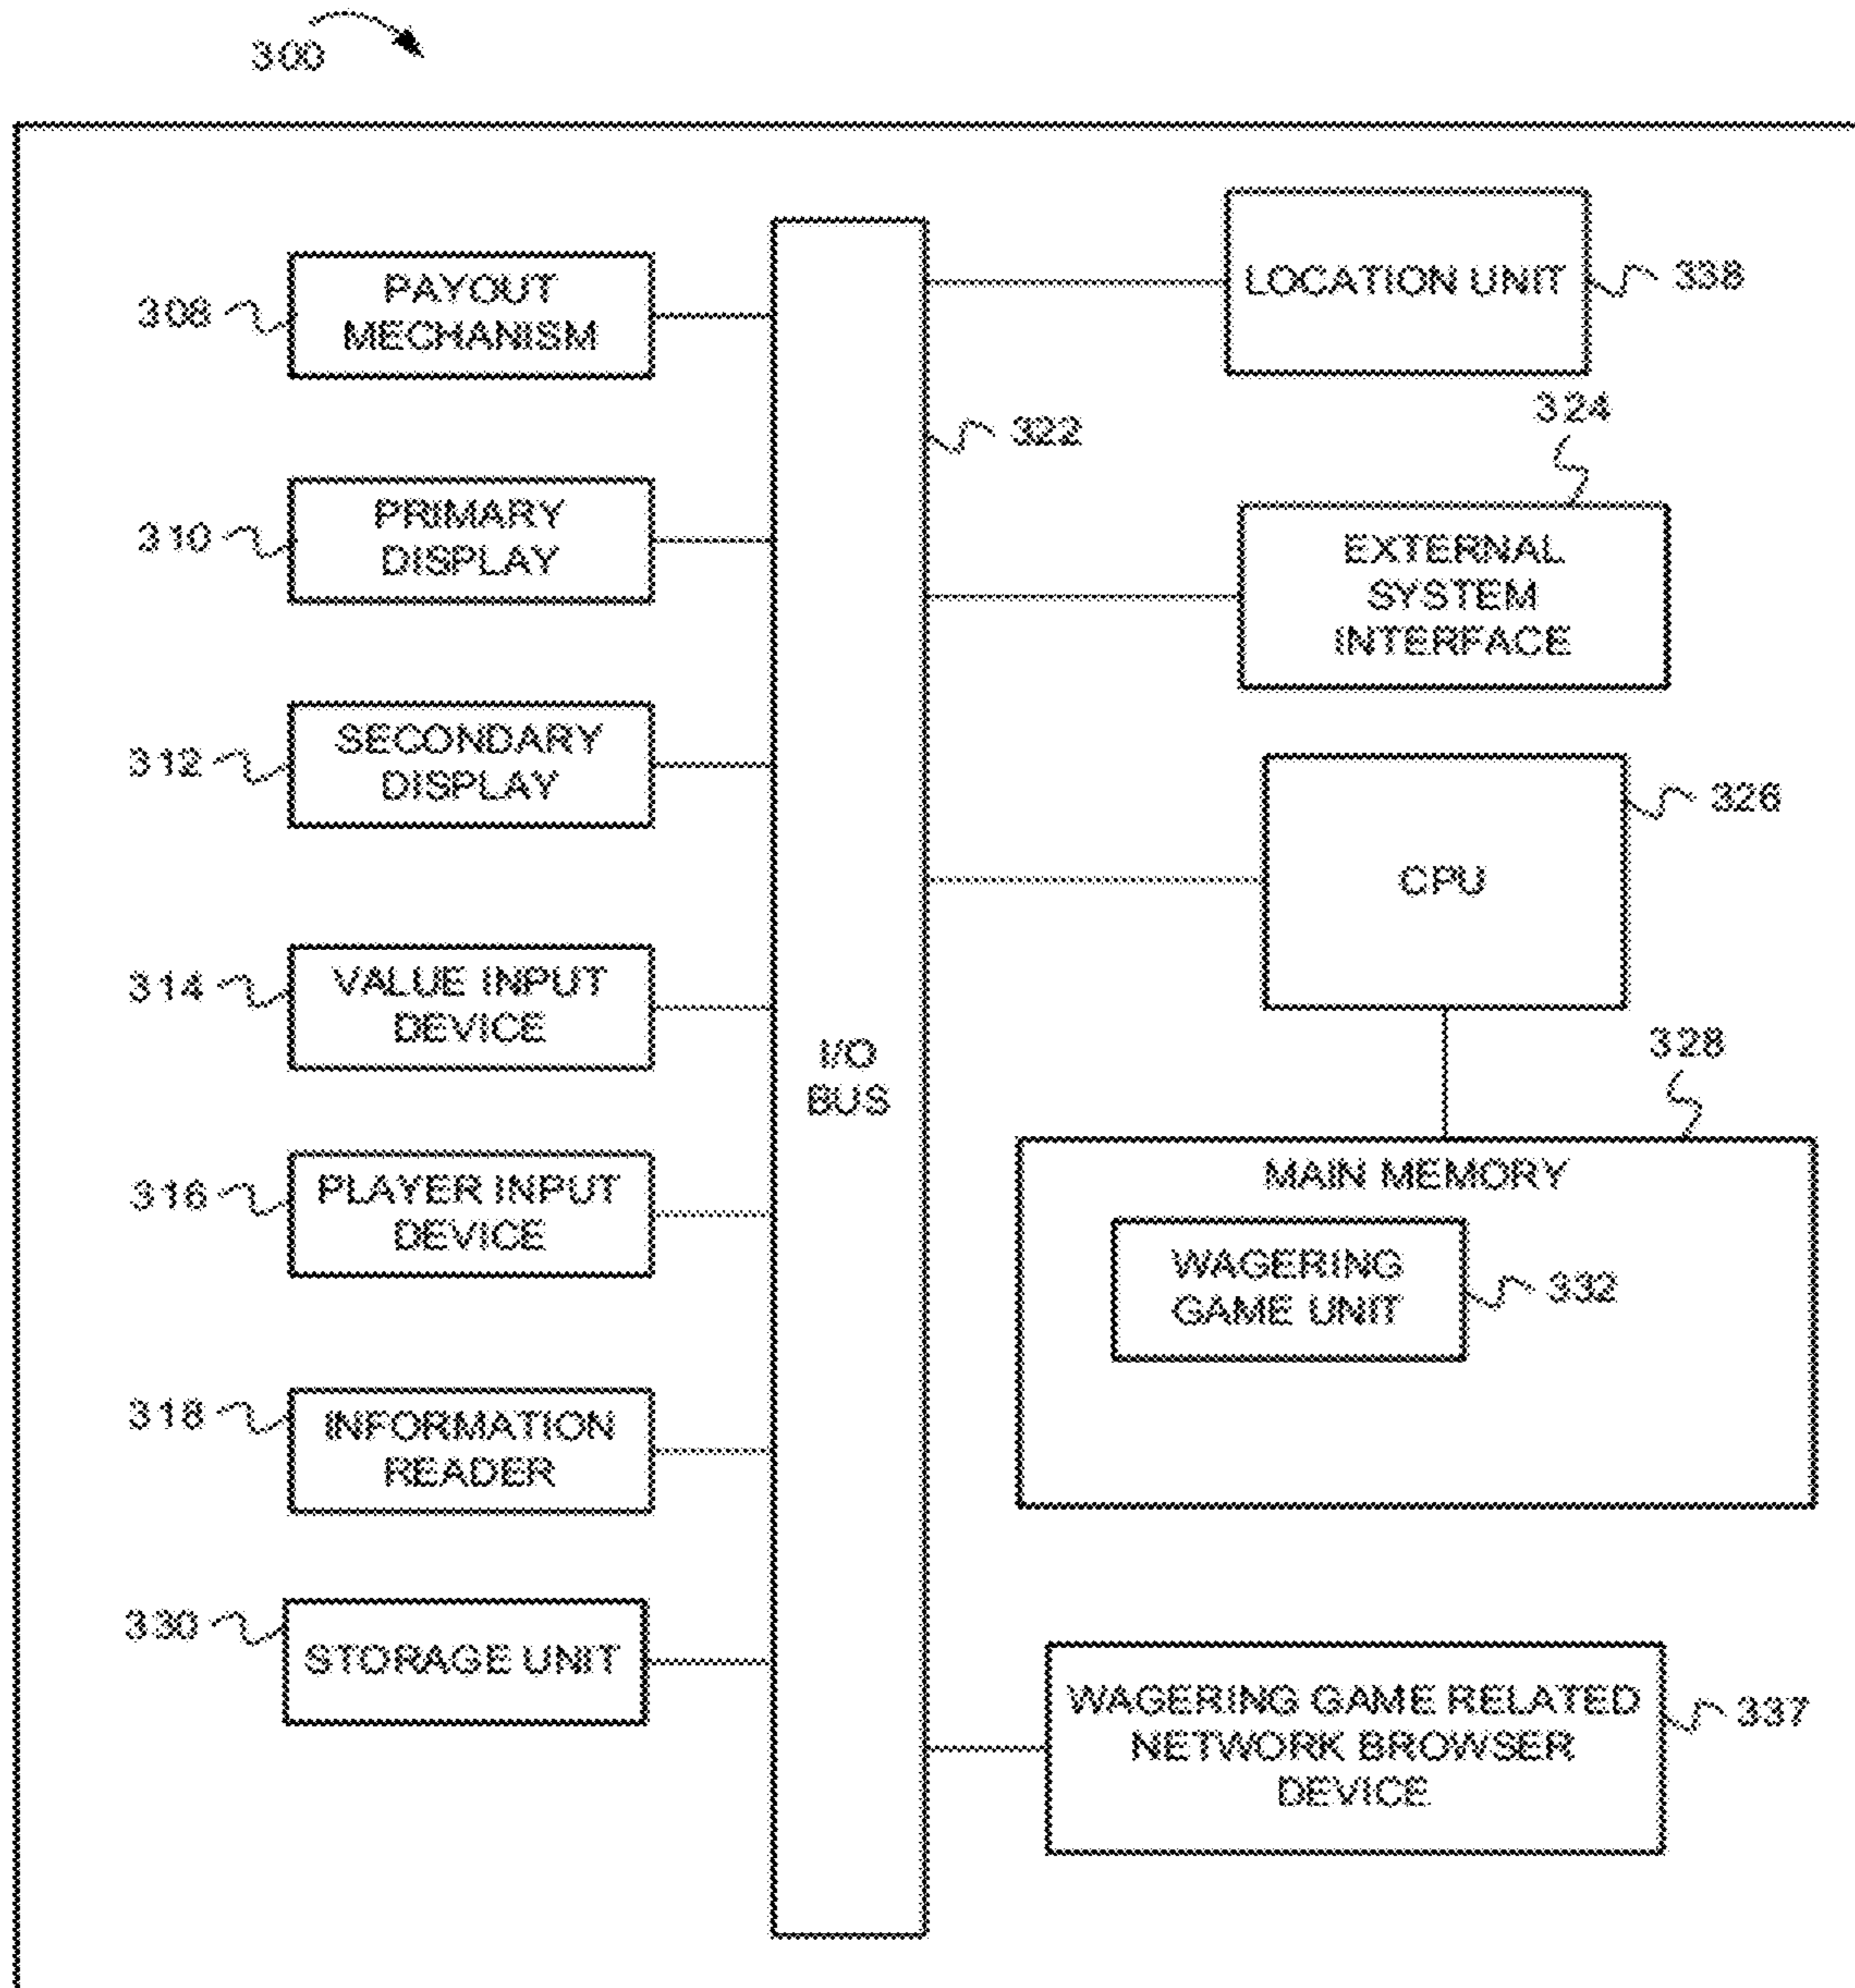 300
308
PAYOUT
MECHANISM
310
PRIMARY
DISPLAY
312
SECONDARY
DISPLAY
314
VALUE INPUT
DEVICE
316
PLAYER INPUT
DEVICE
318
INFORMATION
READER
330
STORAGE UNIT
I/O
BUS
322
LOCATION UNIT
338
324
EXTERNAL
SYSTEM
INTERFACE
326
CPU
328
MAIN MEMORY
WAGERING
GAME UNIT
332
WAGERING GAME RELATED
NETWORK BROWSER
DEVICE
337